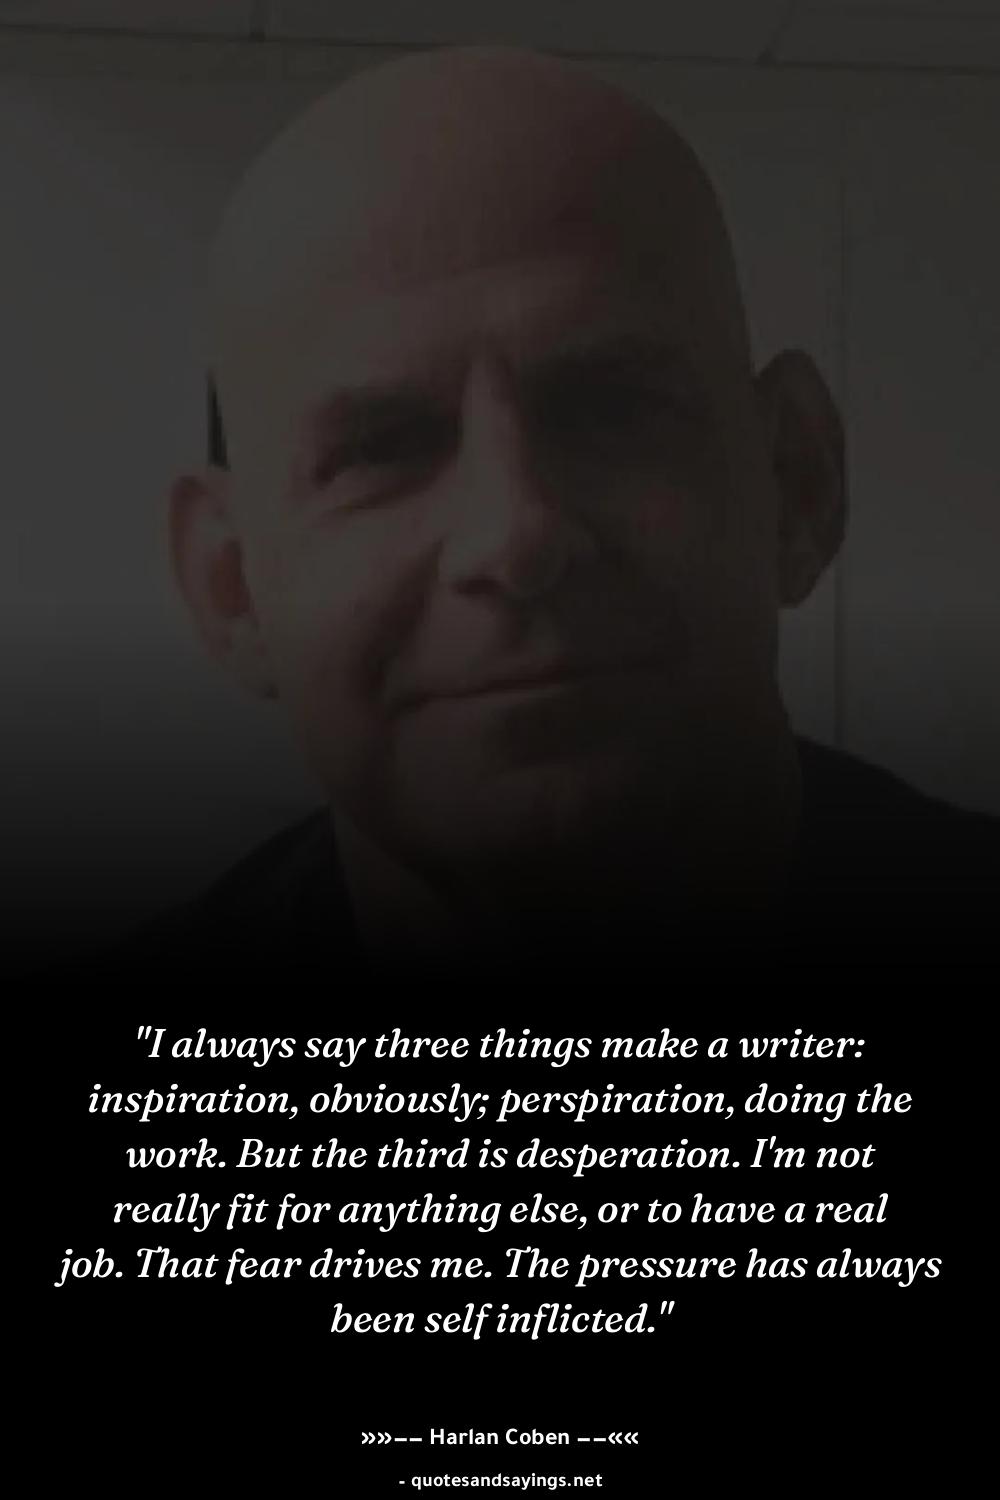 "I always say three things make a writer:
inspiration, obviously; perspiration, doing the
work. But the third is desperation. I'm not
really fit for anything else, or to have a real
job. That fear drives me. The pressure has always
been self inflicted."
»»−− Harlan Coben −−««
- quotesandsayings.net